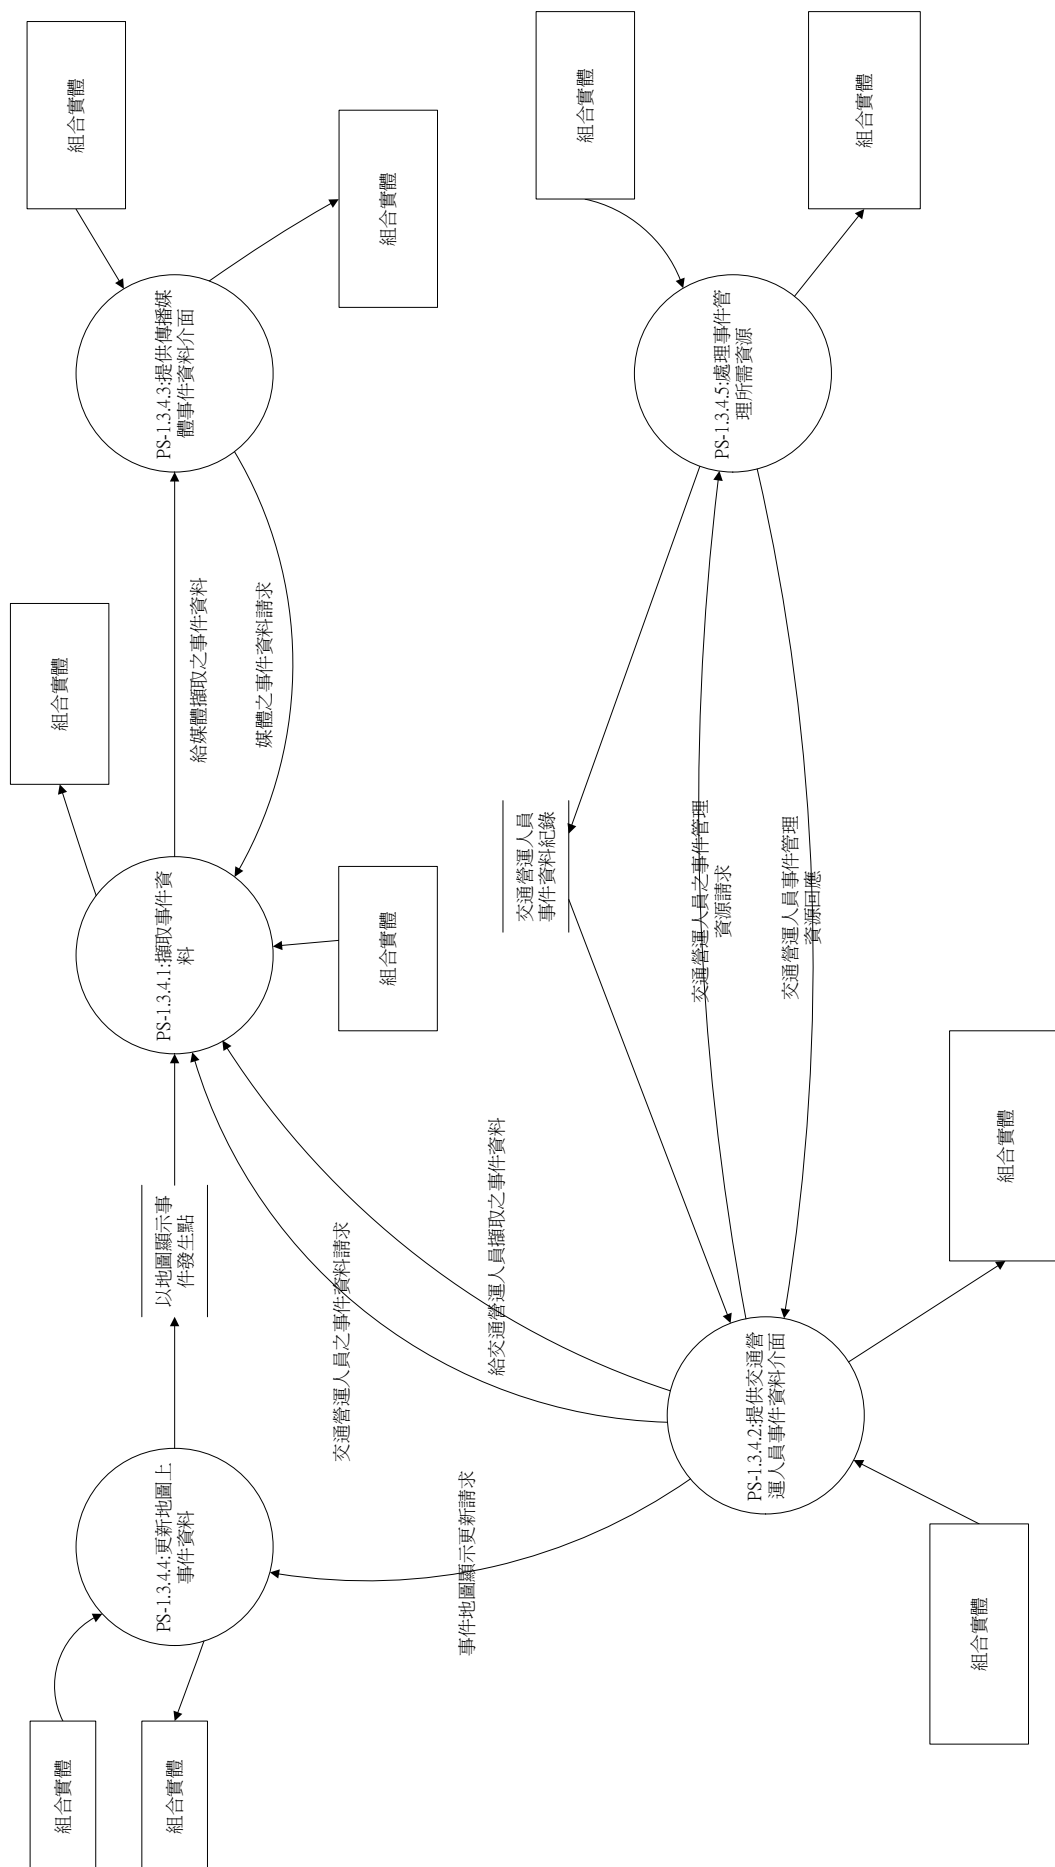 組合實體
組合實體
PS-1.3.4.4:更新地圖上
事件資料
以地圖顯示事
件發生點
PS-1.3.4.1:擷取事件資
料
組合實體
組合實體
給媒體擷取之事件資料
媒體之事件資料請求
PS-1.3.4.3:提供傳播媒
體事件資料介面
組合實體
組合實體
交通營運人員之事件資料請求
事件地圖顯示更新請求
給交通營運人員擷取之事件資料
交通營運人員
事件資料紀錄
組合實體
組合實體
PS-1.3.4.5:處理事件管
理所需資源
交通營運人員之事件管理
資源請求
交通營運人員事件管理
資源回應
PS-1.3.4.2:提供交通營
運人員事件資料介面
組合實體
組合實體